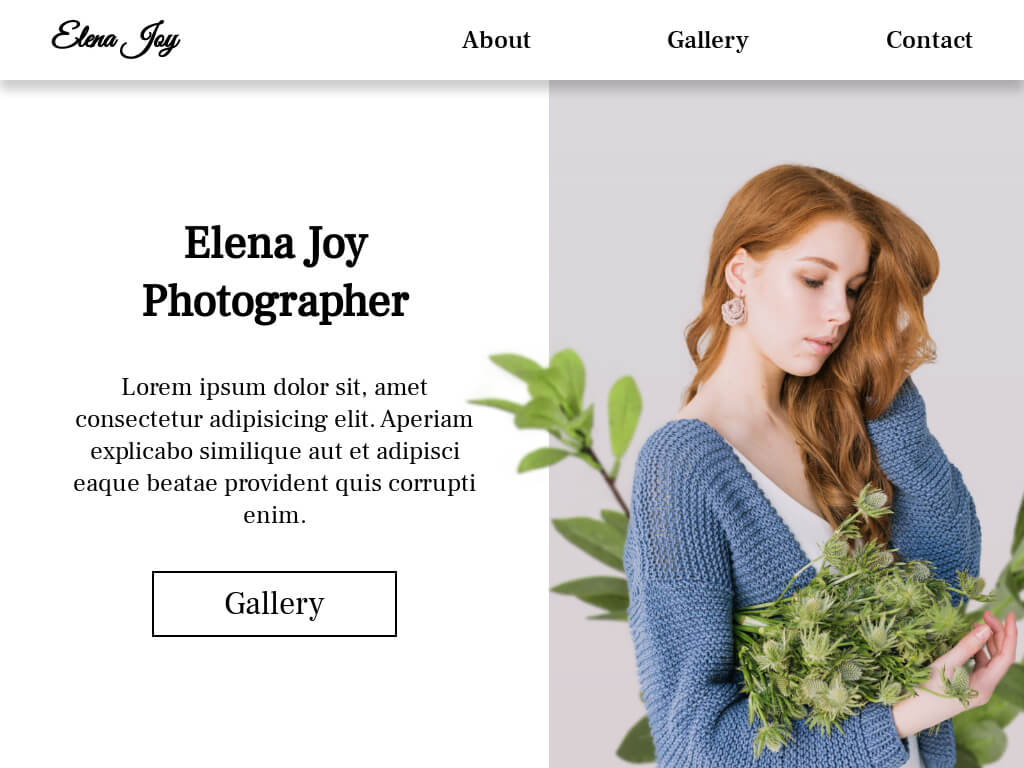 Elena Joy
About
Gallery
Contact
Elena Joy
Photographer
Lorem ipsum dolor sit, amet
consectetur adipisicing elit. Aperiam
explicabo similique aut et adipisci
eaque beatae provident quis corrupti
enim.
Gallery